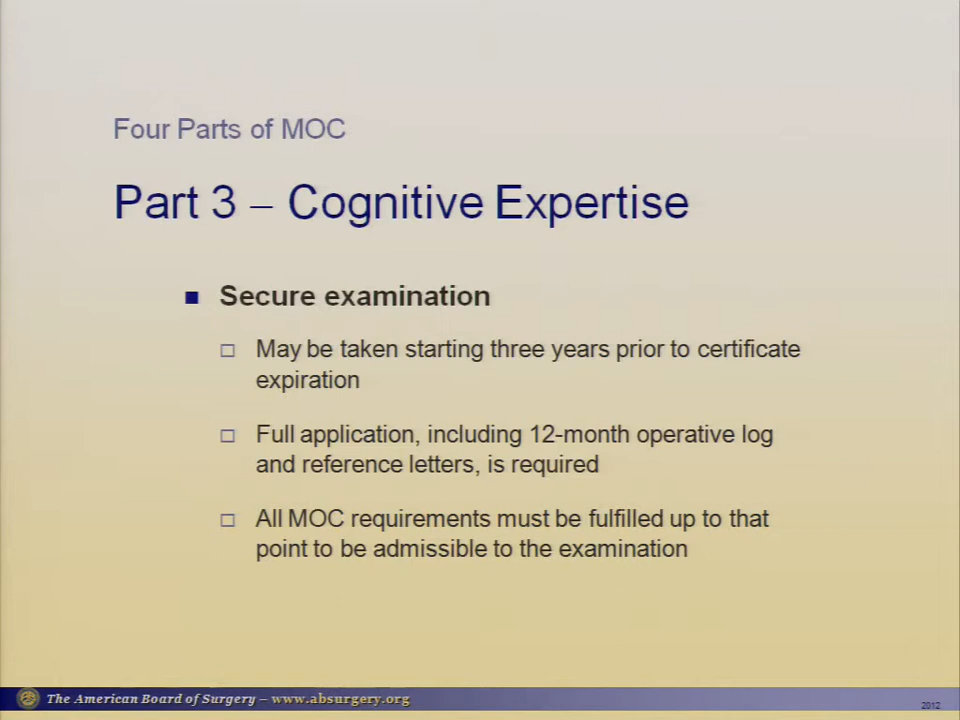 Four Parts of MOC
Part 3 – Cognitive Expertise
Secure examination
May be taken starting three years prior to certificate
expiration
Full application, including 12-month operative log
and reference letters, is required
All MOC requirements must be fulfilled up to that
point to be admissible to the examination
The American Board of Surgery – www.absurgery.org
2012